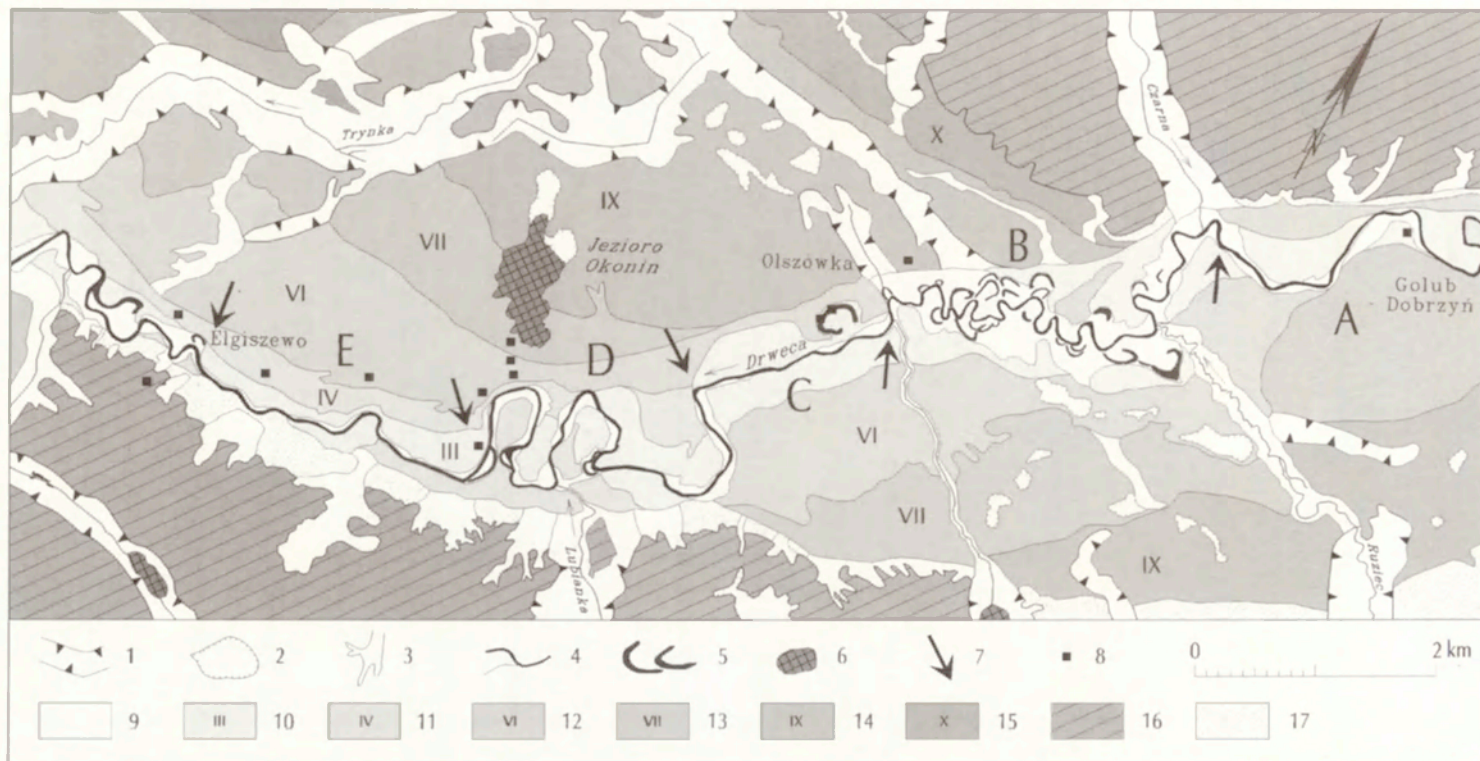 Trynka
Czarna
N
X
IX
VII
Jezioro
Okonin
B
Olszówka
VI
Golub
Dobrzyń
A
Elgiszewo
E
D
Drwęca
C
IV
VI
III
VII
IX
Lubianka
Ruziec
1 2 3 4 5 6 7 8 0 2 km
9 III 10 IV 11 VI 12 VII 13 IX 14 X 15 16 17